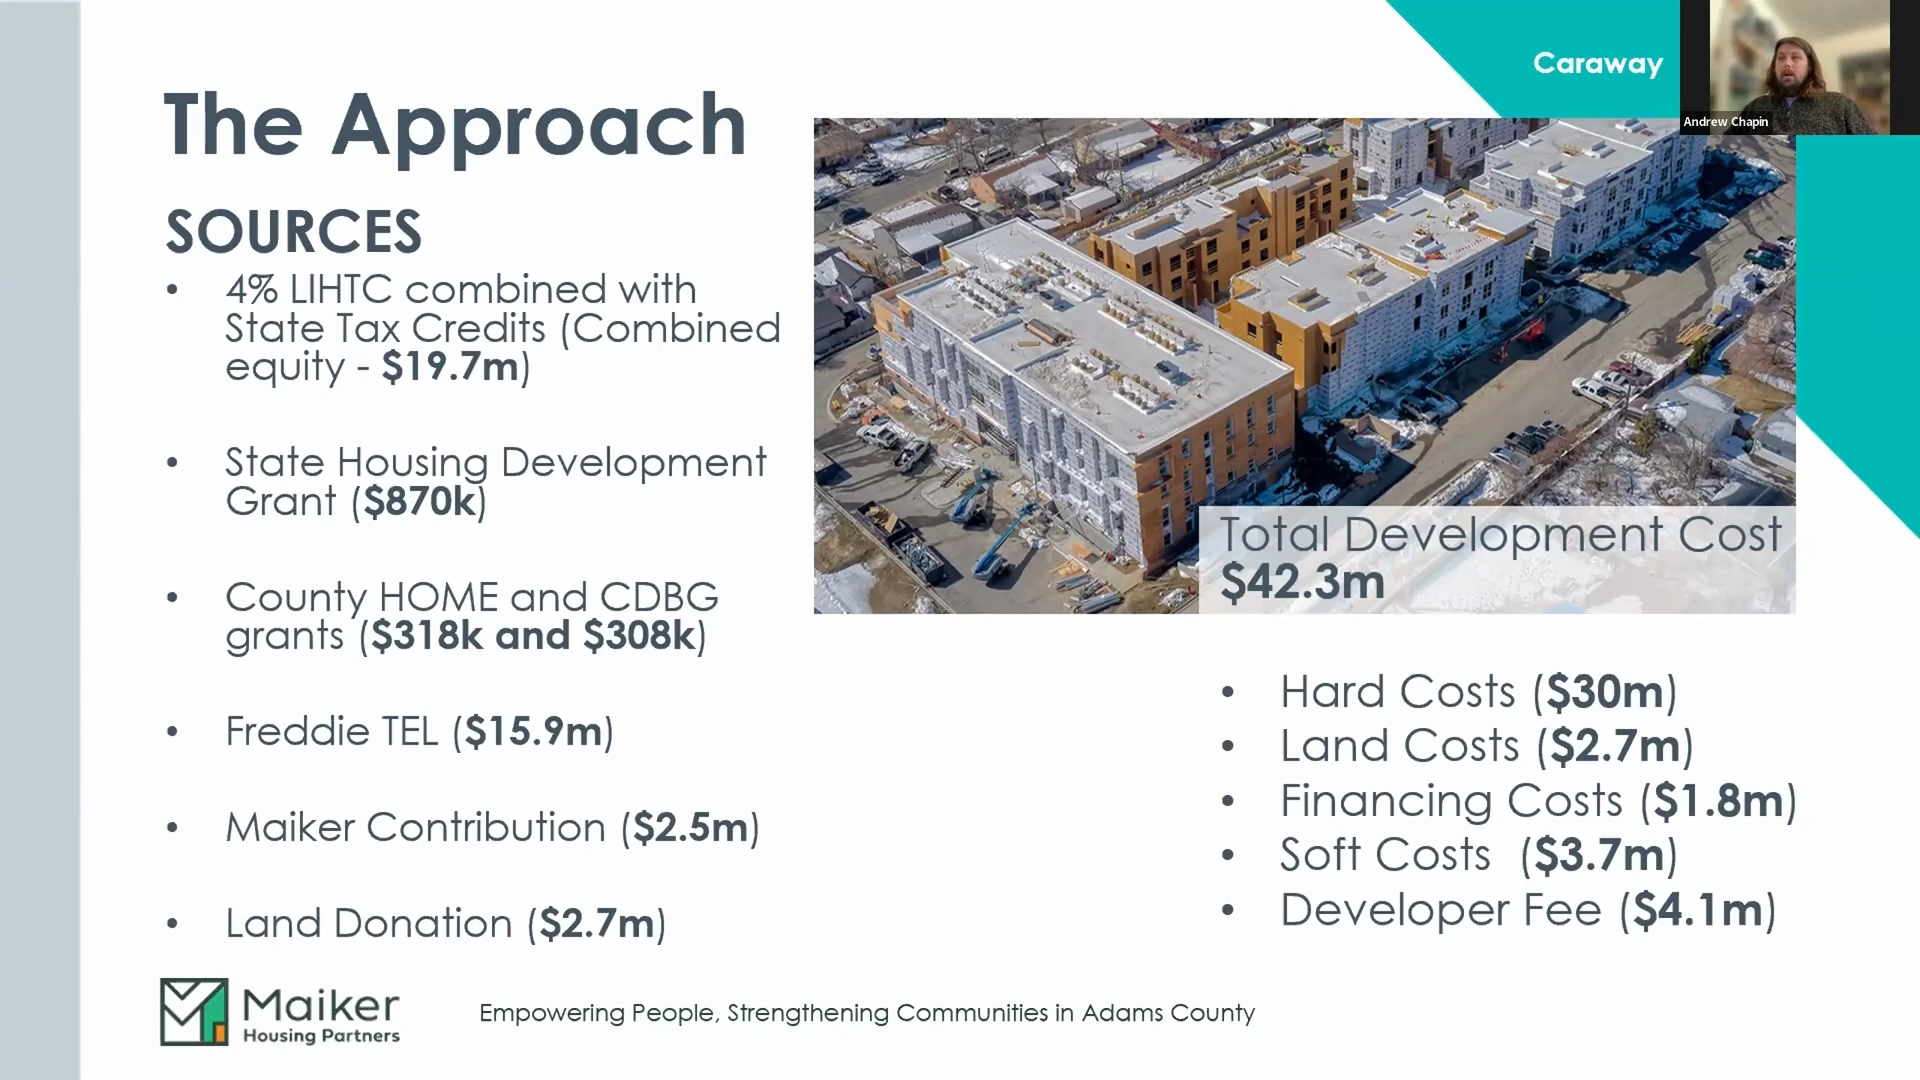 Caraway
Andrew Chapin
The Approach
SOURCES
• 4% LIHTC combined with
State Tax Credits (Combined
equity - $19.7m)
• State Housing Development
Grant ($870k)
• County HOME and CDBG
grants ($318k and $308k)
• Freddie TEL ($15.9m)
• Maiker Contribution ($2.5m)
• Land Donation ($2.7m)
Total Development Cost
$42.3m
• Hard Costs ($30m)
• Land Costs ($2.7m)
• Financing Costs ($1.8m)
• Soft Costs ($3.7m)
• Developer Fee ($4.1m)
Maiker
Housing Partners
Empowering People, Strengthening Communities in Adams County